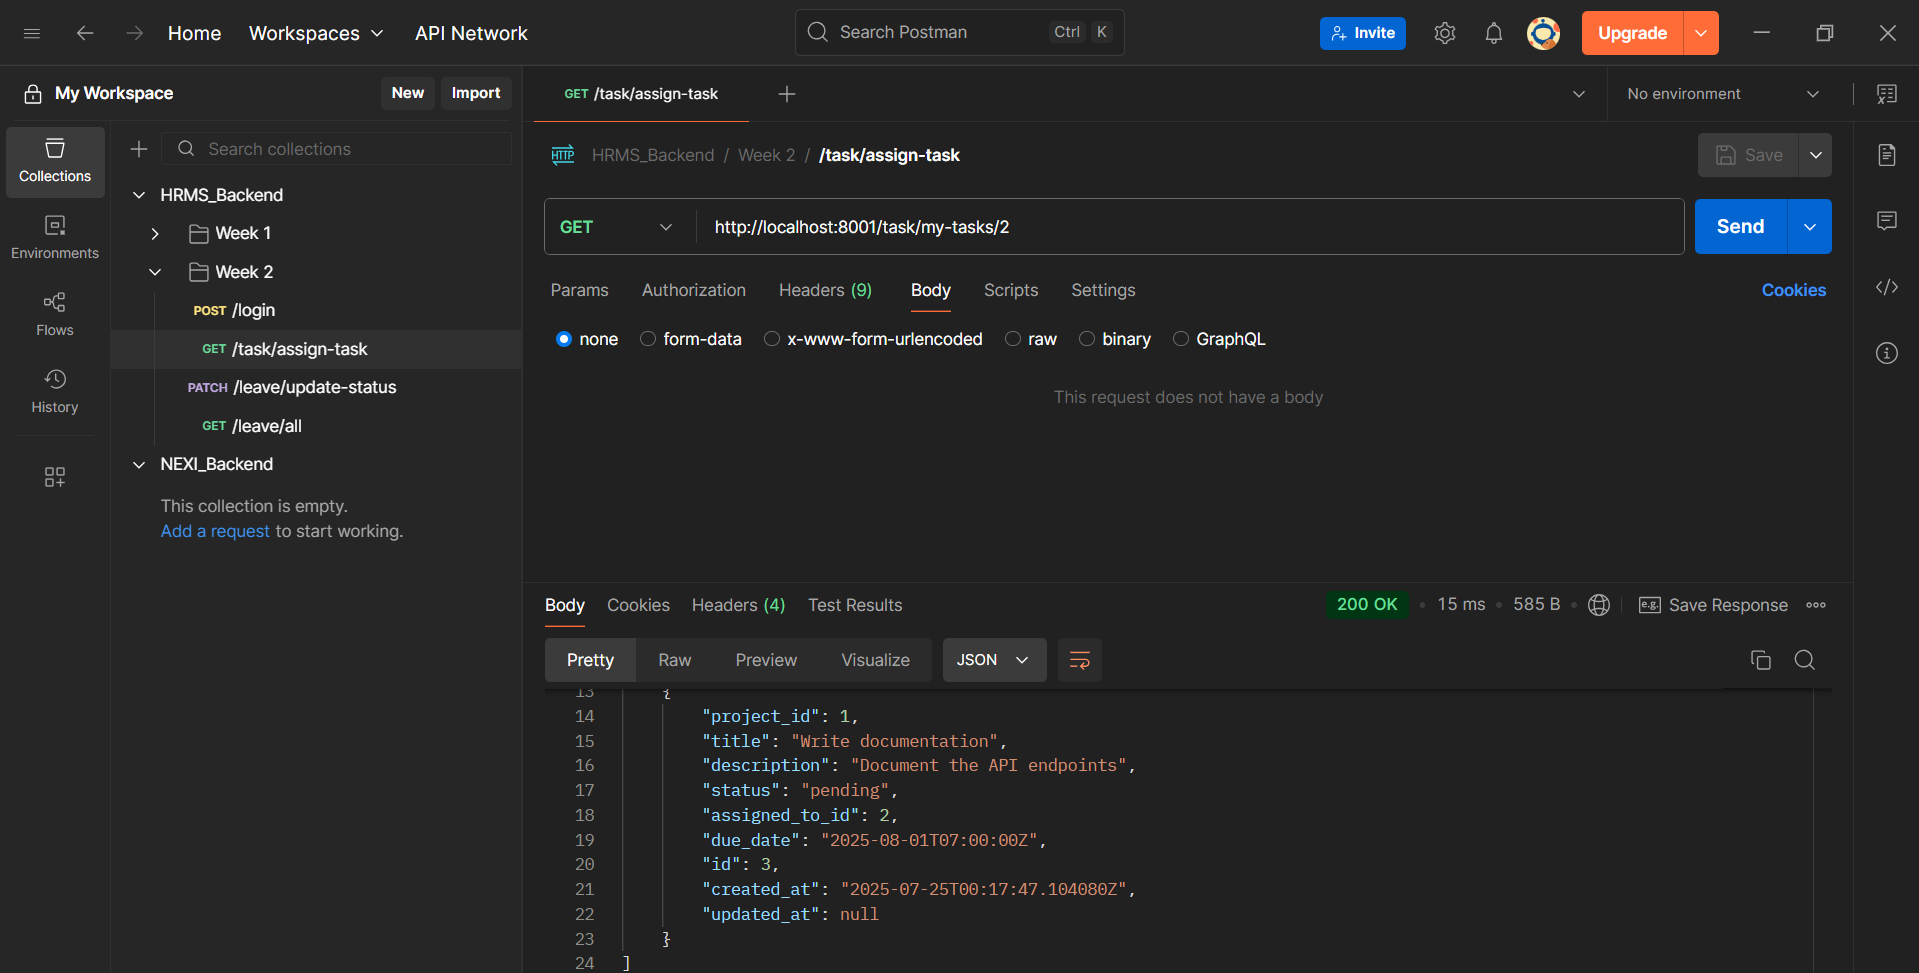 Home Workspaces API Network Search Postman Ctrl K Invite Upgrade
My Workspace New Import GET /task/assign-task No environment
Search collections
Collections
Environments
Flows
History
HRMS_Backend
Week 1
Week 2
POST /login
GET /task/assign-task
PATCH /leave/update-status
GET /leave/all
NEXI_Backend
This collection is empty.
Add a request to start working.
HTTP HRMS_Backend / Week 2 / /task/assign-task Save
GET http://localhost:8001/task/my-tasks/2 Send
Params Authorization Headers (9) Body Scripts Settings Cookies
none form-data x-www-form-urlencoded raw binary GraphQL
This request does not have a body
Body Cookies Headers (4) Test Results 200 OK • 15 ms • 585 B • e.g. Save Response
Pretty Raw Preview Visualize JSON
13 {
14 "project_id": 1,
15 "title": "Write documentation",
16 "description": "Document the API endpoints",
17 "status": "pending",
18 "assigned_to_id": 2,
19 "due_date": "2025-08-01T07:00:00Z",
20 "id": 3,
21 "created_at": "2025-07-25T00:17:47.104080Z",
22 "updated_at": null
23 }
24 ]